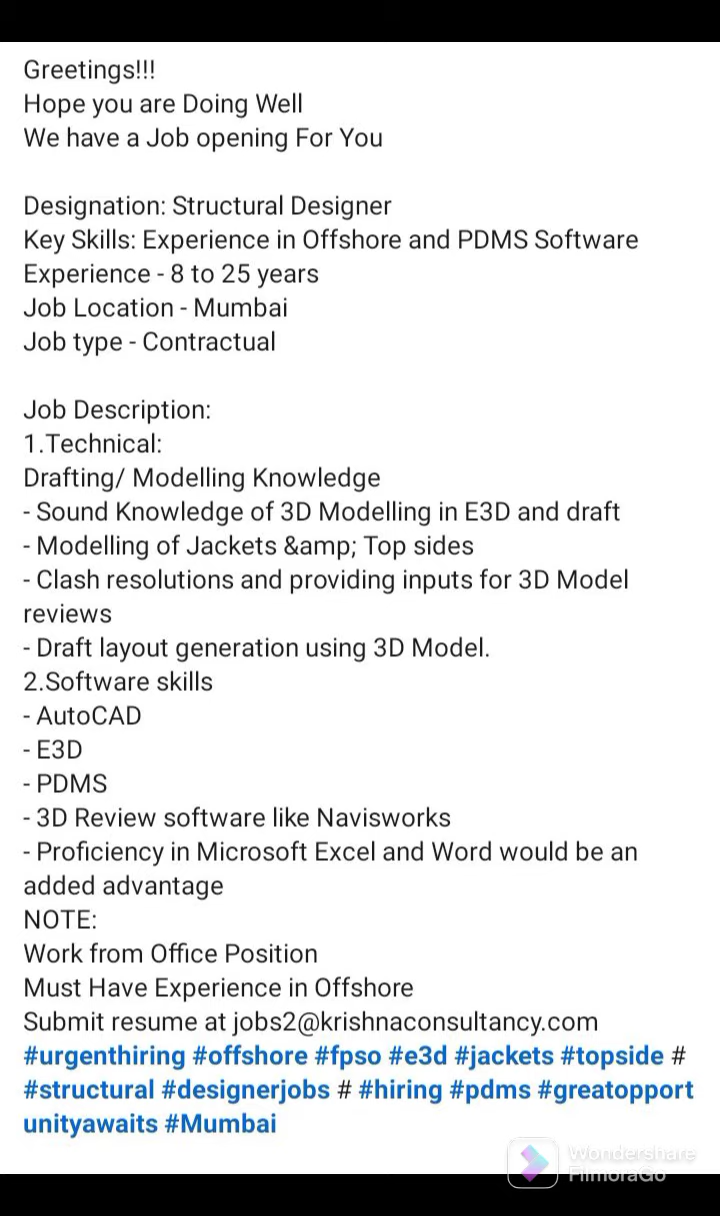 Greetings!!!
Hope you are Doing Well
We have a Job opening For You
Designation: Structural Designer
Key Skills: Experience in Offshore and PDMS Software
Experience - 8 to 25 years
Job Location - Mumbai
Job type - Contractual
Job Description:
1.Technical:
Drafting/ Modelling Knowledge
- Sound Knowledge of 3D Modelling in E3D and draft
- Modelling of Jackets &amp; Top sides
- Clash resolutions and providing inputs for 3D Model
reviews
- Draft layout generation using 3D Model.
2.Software skills
- AutoCAD
- E3D
- PDMS
- 3D Review software like Navisworks
- Proficiency in Microsoft Excel and Word would be an
added advantage
NOTE:
Work from Office Position
Must Have Experience in Offshore
Submit resume at jobs2@krishnaconsultancy.com
#urgenthiring #offshore #fpso #e3d #jackets #topside #
#structural #designerjobs # #hiring #pdms #greatopport
unityawaits #Mumbai
Wondershare
FilmoraGo